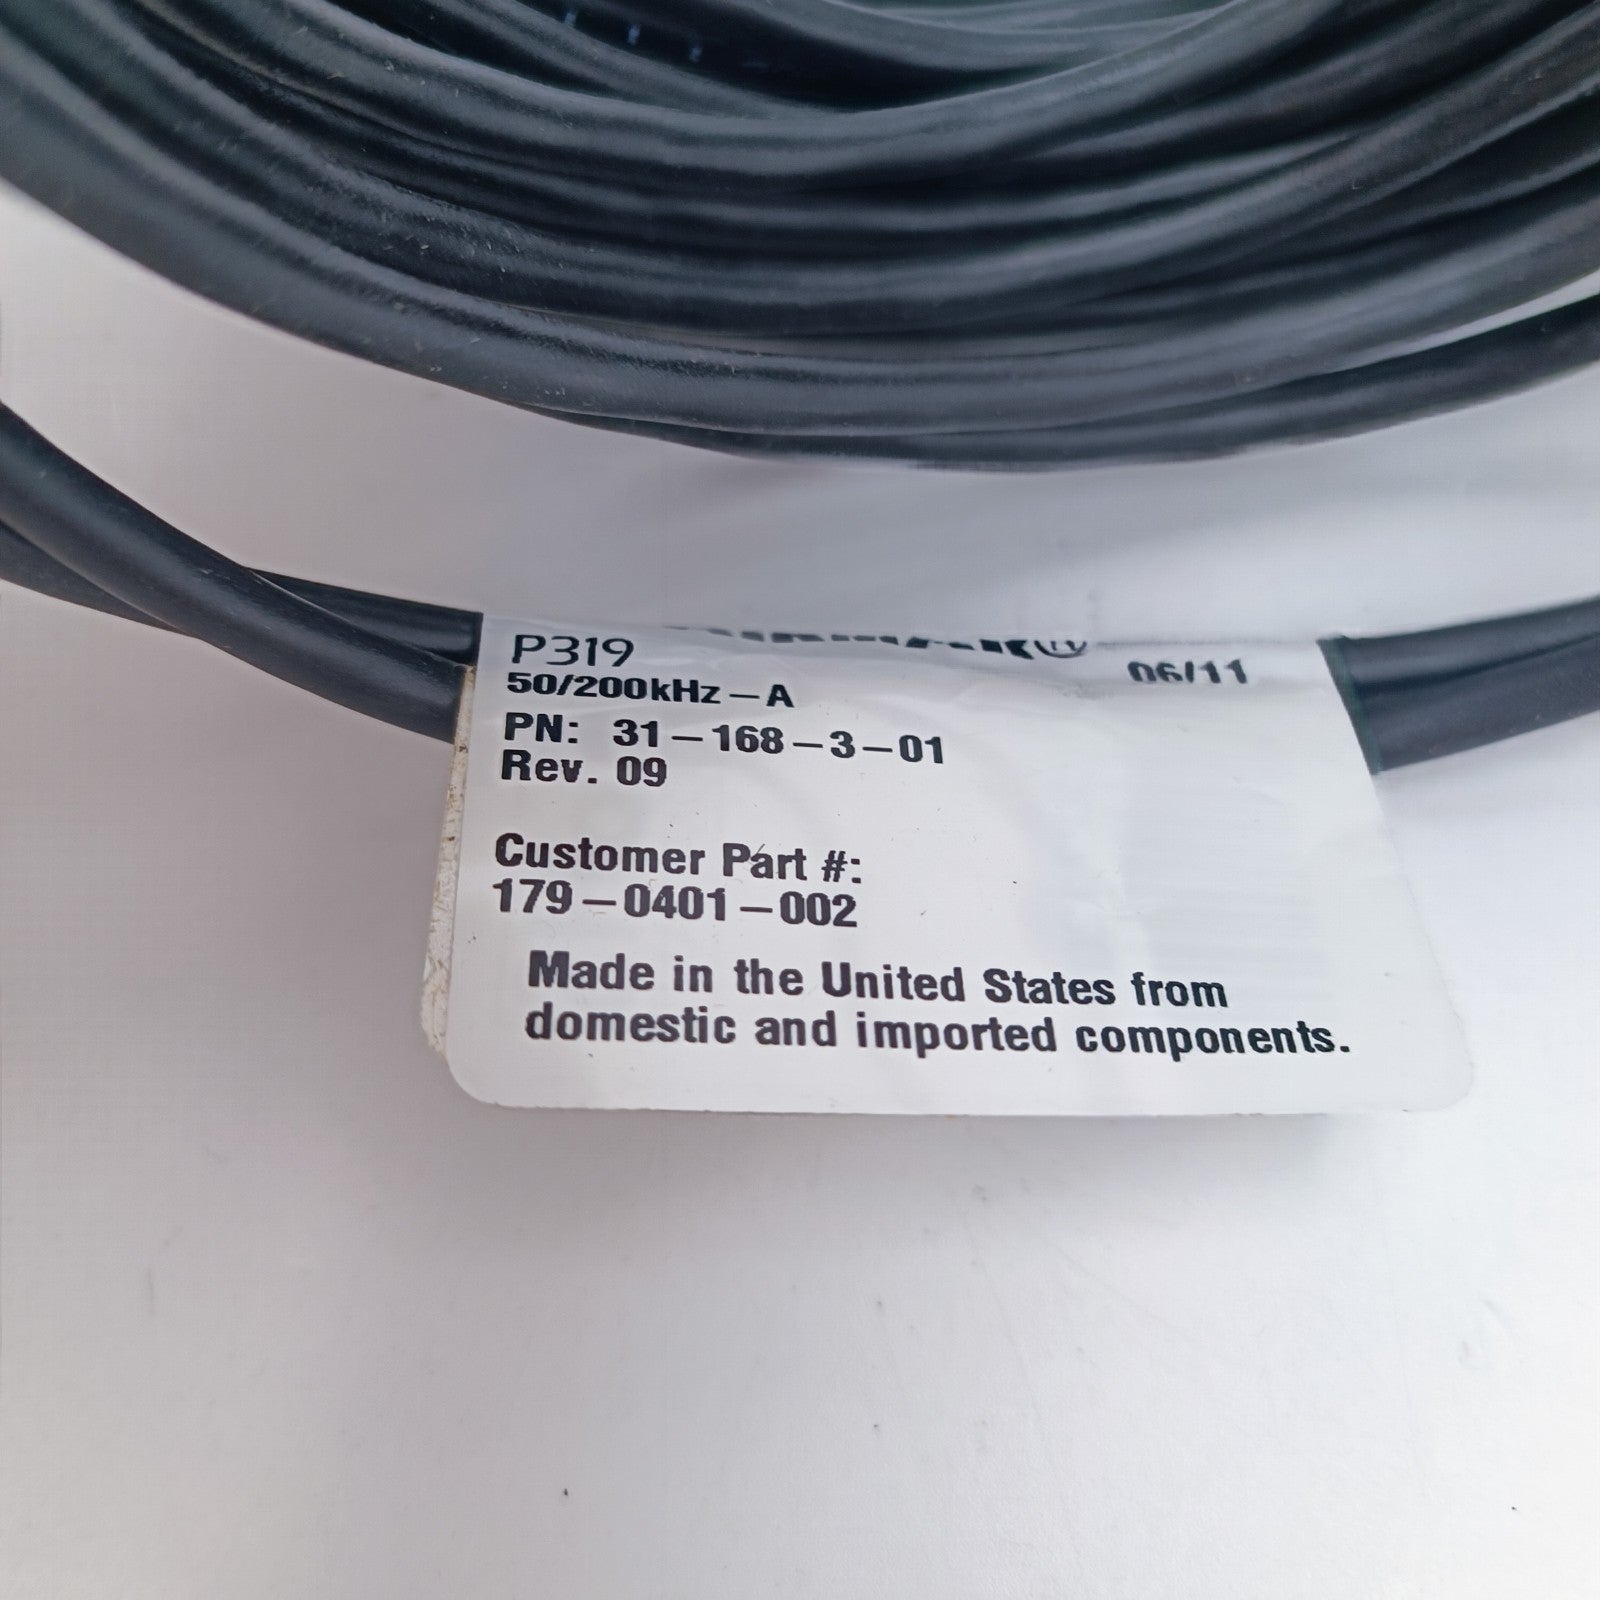 P319
06/11
50/200kHz-A
PN: 31-168-3-01
Rev. 09
Customer Part #:
179-0401-002
Made in the United States from
domestic and imported components.